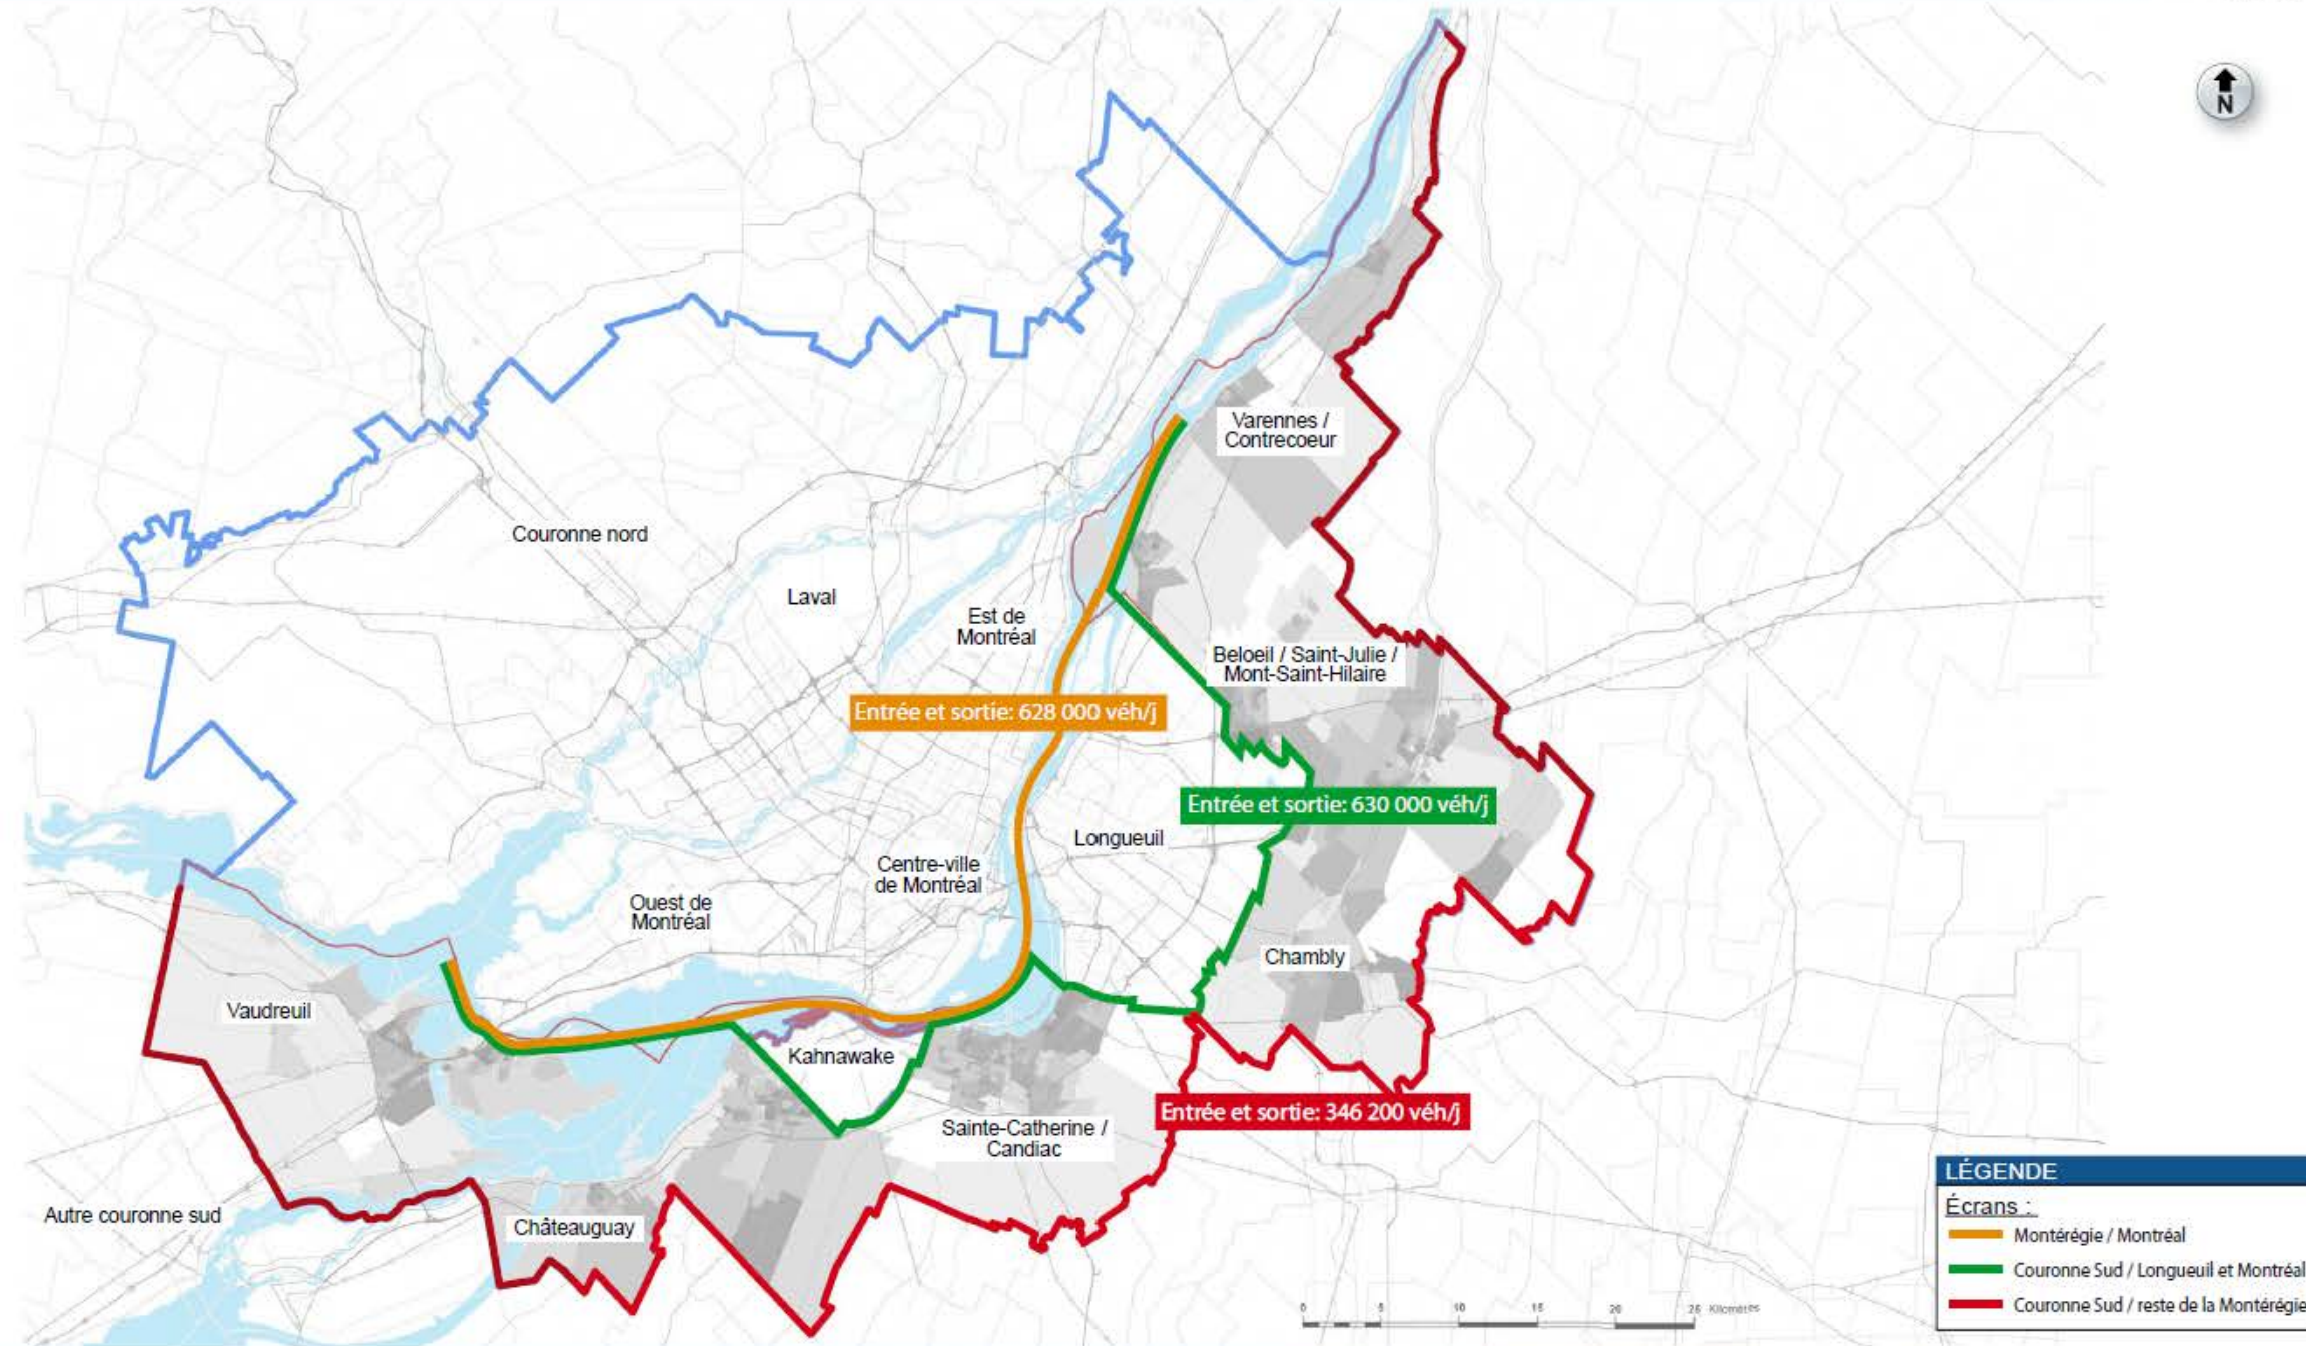 N
Varennes /
Contrecoeur
Couronne nord
Laval
Est de
Montréal
Beloeil / Saint-Julie /
Mont-Saint-Hilaire
Entrée et sortie: 628 000 véh/j
Entrée et sortie: 630 000 véh/j
Longueuil
Centre-ville
de Montréal
Ouest de
Montréal
Chambly
Vaudreuil
Kahnawake
Entrée et sortie: 346 200 véh/j
Sainte-Catherine /
Candiac
Autre couronne sud
Châteauguay
LÉGENDE
Écrans :
Montérégie / Montréal
Couronne Sud / Longueuil et Montréal
Couronne Sud / reste de la Montérégie
0 5 10 15 20 25 Kilomètres